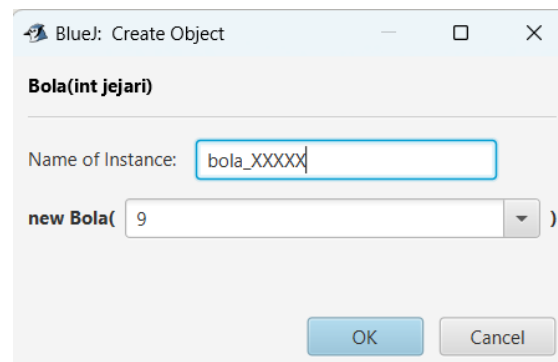 BlueJ: Create Object
Bola(int jejari)
Name of Instance: bola_XXXXX
new Bola( 9 )
OK Cancel